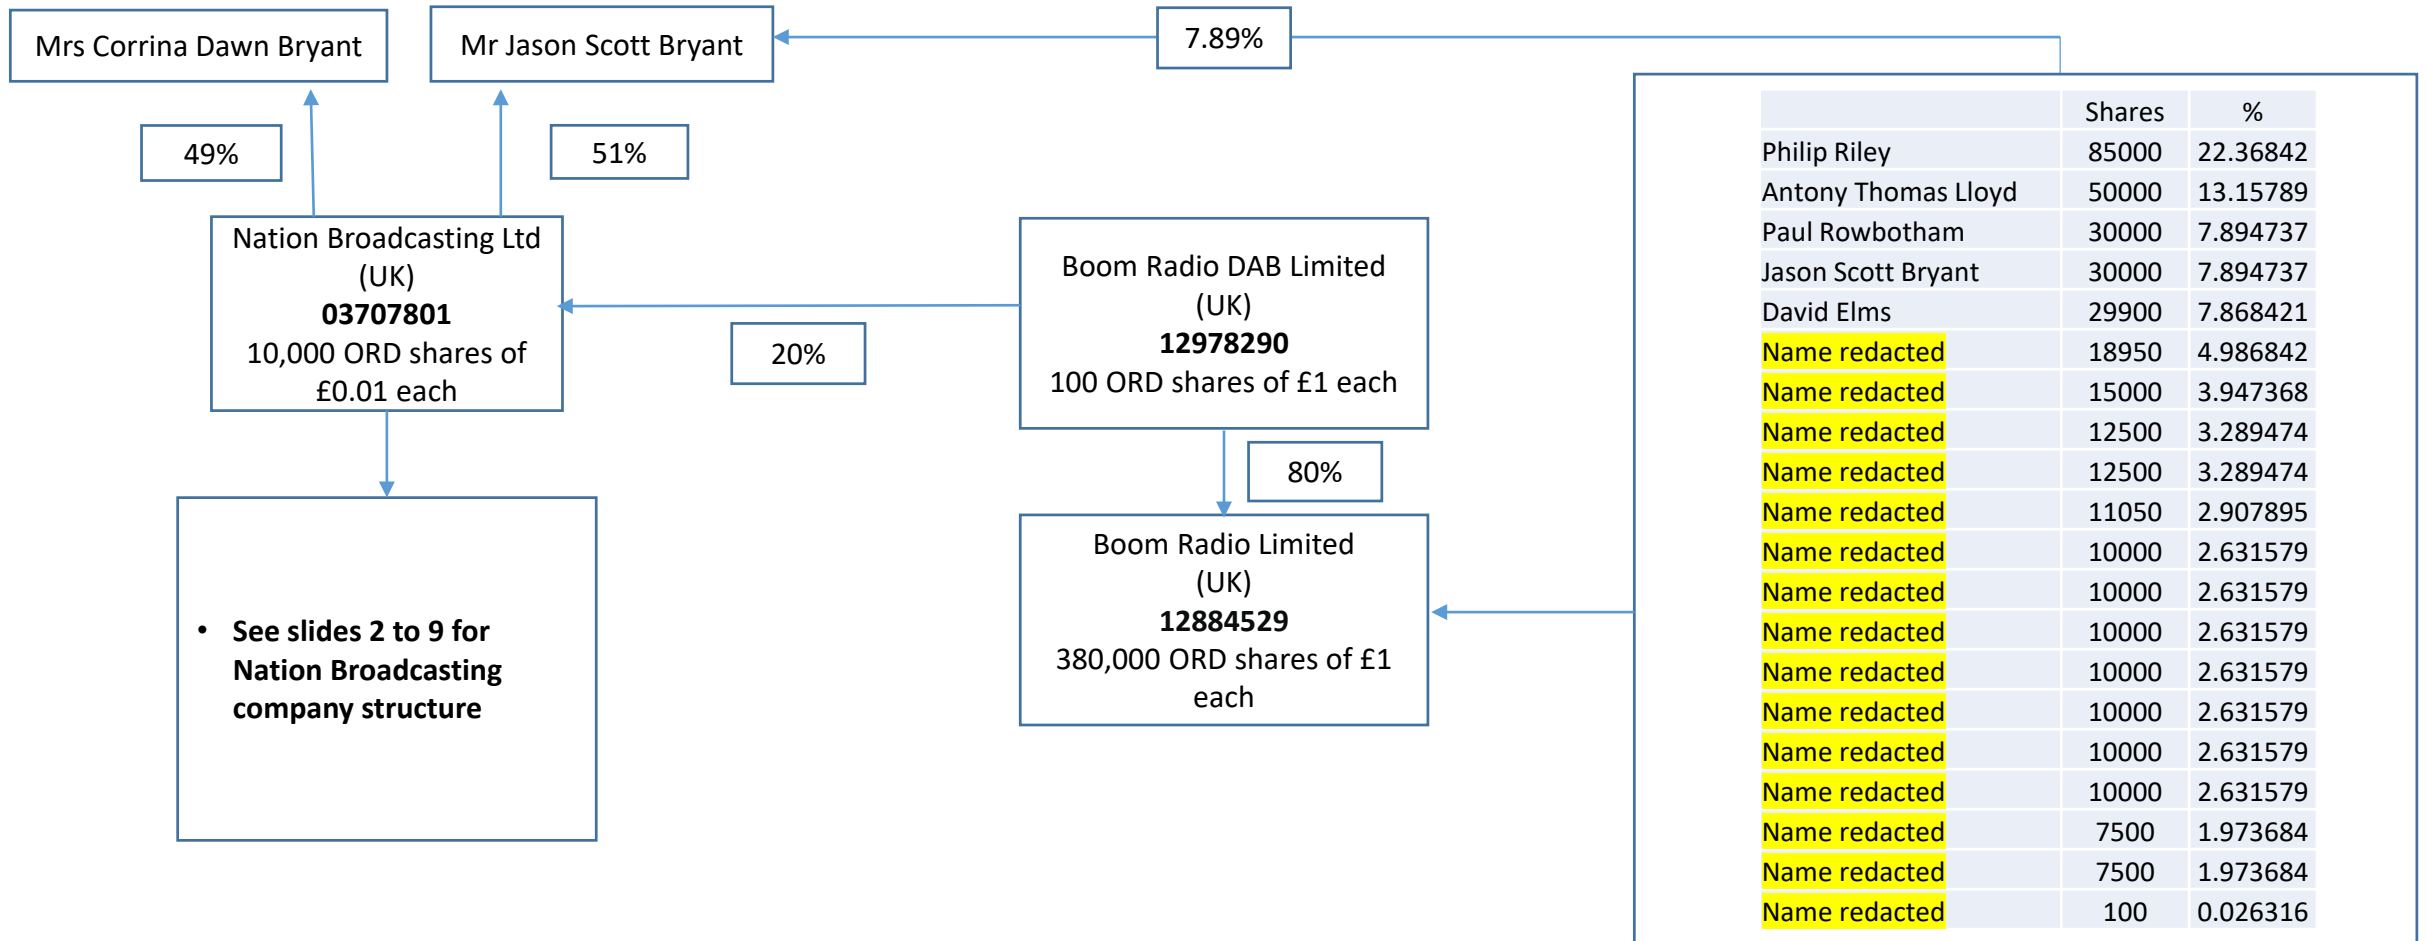 Mrs Corrina Dawn Bryant
Mr Jason Scott Bryant
7.89%
49%
51%
Nation Broadcasting Ltd
(UK)
03707801
10,000 ORD shares of
£0.01 each
20%
Boom Radio DAB Limited
(UK)
12978290
100 ORD shares of £1 each
80%
Boom Radio Limited
(UK)
12884529
380,000 ORD shares of £1
each
• See slides 2 to 9 for
Nation Broadcasting
company structure
Shares %
Philip Riley 85000 22.36842
Antony Thomas Lloyd 50000 13.15789
Paul Rowbotham 30000 7.894737
Jason Scott Bryant 30000 7.894737
David Elms 29900 7.868421
Name redacted 18950 4.986842
Name redacted 15000 3.947368
Name redacted 12500 3.289474
Name redacted 12500 3.289474
Name redacted 11050 2.907895
Name redacted 10000 2.631579
Name redacted 10000 2.631579
Name redacted 10000 2.631579
Name redacted 10000 2.631579
Name redacted 10000 2.631579
Name redacted 10000 2.631579
Name redacted 10000 2.631579
Name redacted 7500 1.973684
Name redacted 7500 1.973684
Name redacted 100 0.026316